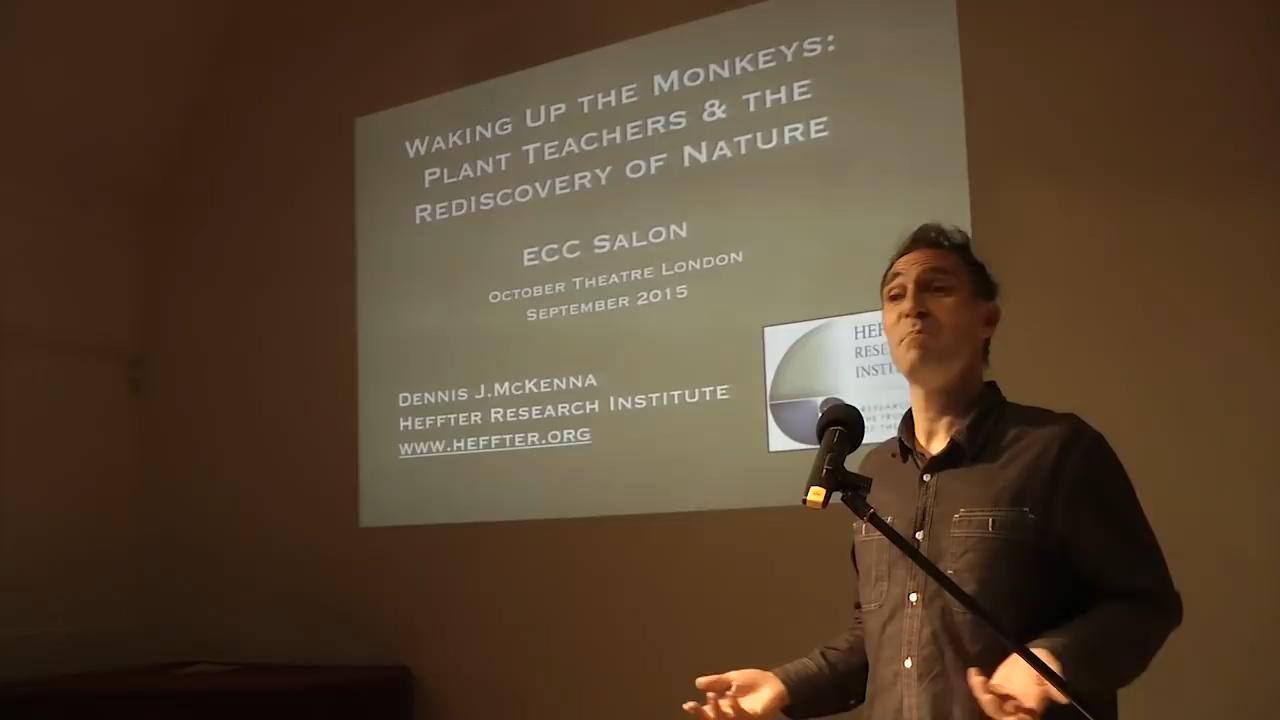 WAKING UP THE MONKEYS:
PLANT TEACHERS & THE
REDISCOVERY OF NATURE
ECC SALON
OCTOBER THEATRE LONDON
SEPTEMBER 2015
DENNIS J.MCKENNA
HEFFTER RESEARCH INSTITUTE
WWW.HEFFTER.ORG